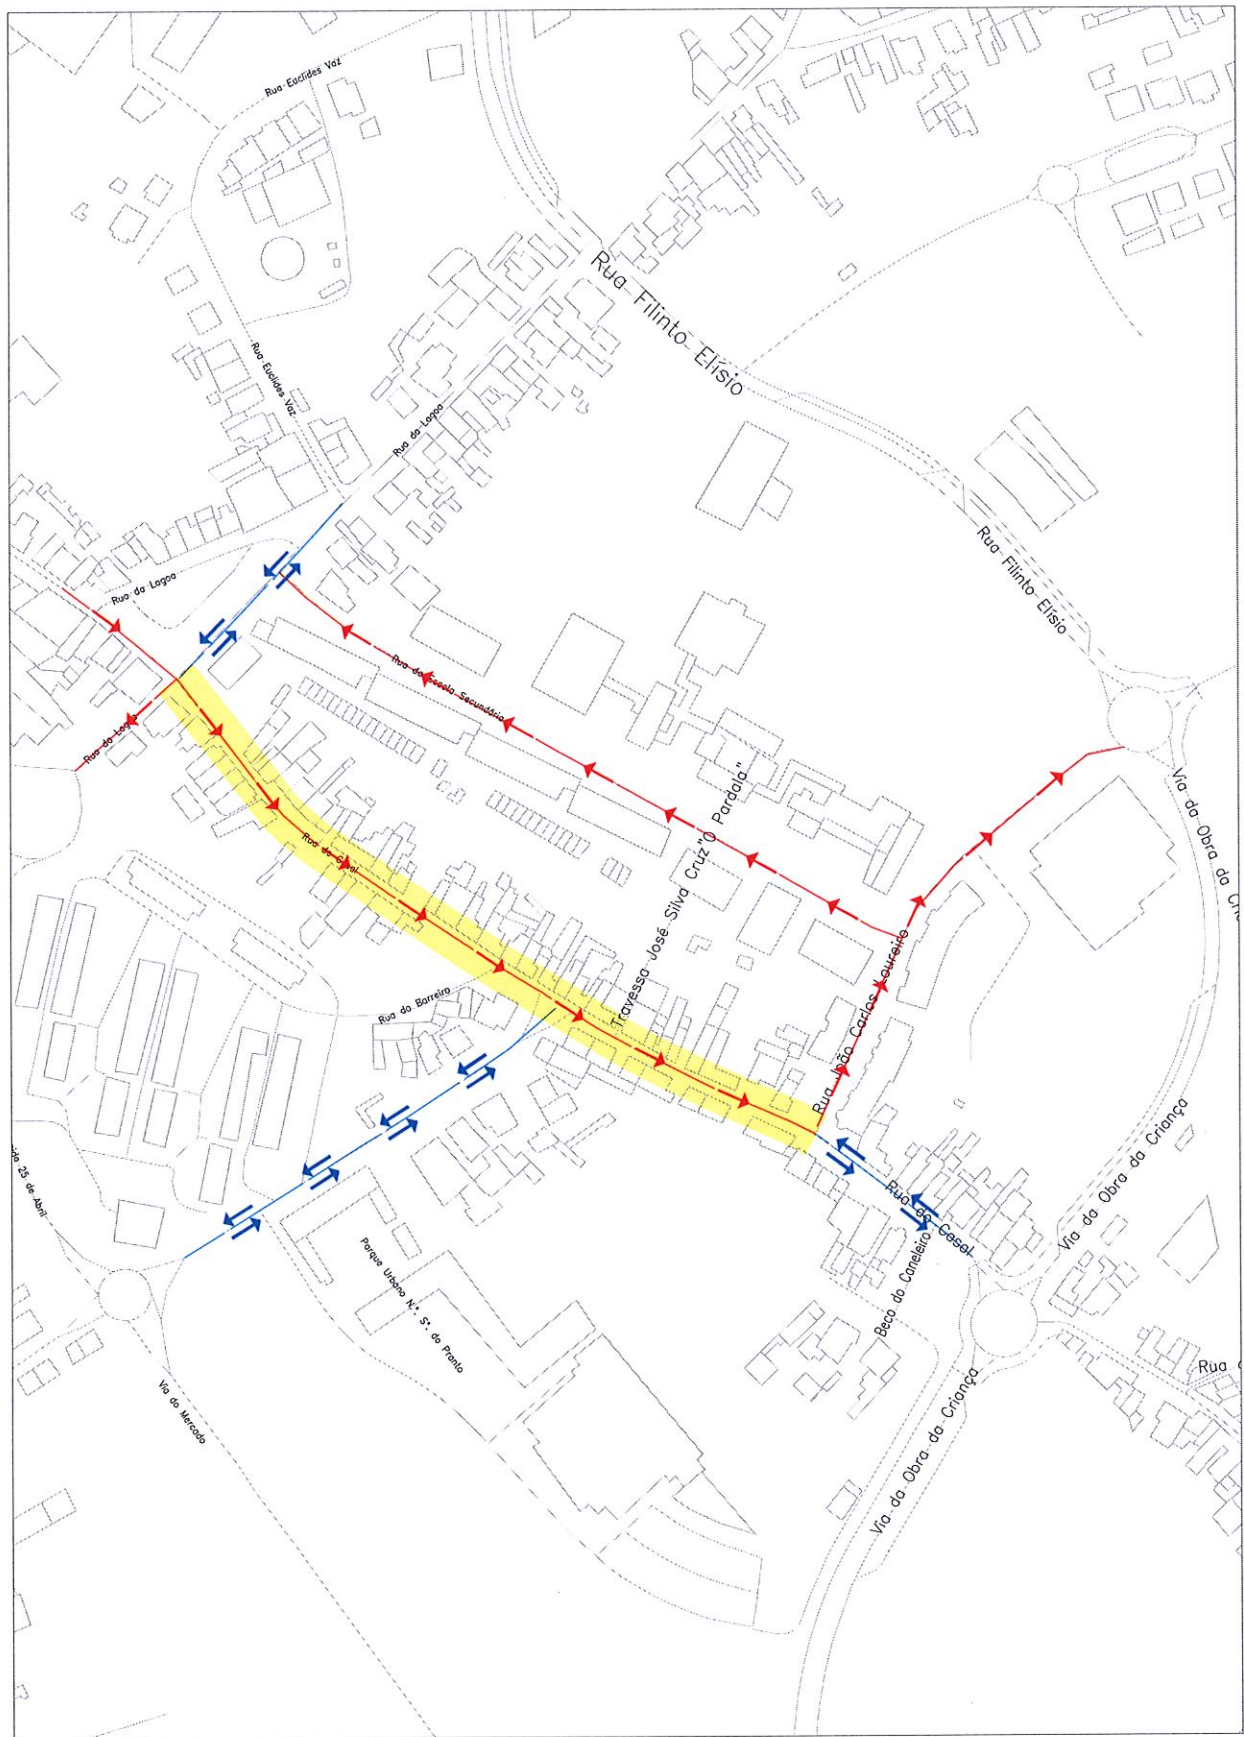 Rua Euclides Vaz
Rua Filinto Elísio
Rua Euclides Vaz
Rua da Lagoa
Rua Filinto Elísio
Rua da Lagoa
Rua da Escola Secundária
Rua da Lagoa
Via da Obra da
Travessa José Silva Cruz "O Pardala"
Rua do Casal
Rua João Carlos Loureiro
Rua do Barreiro
Via da Obra da Criança
25 de Abril
Rua do Casal
Beco do Caneleiro
Parque Urbano N.ª S.ª do Pranto
Rua
Via do Mercado
Via da Obra da Criança